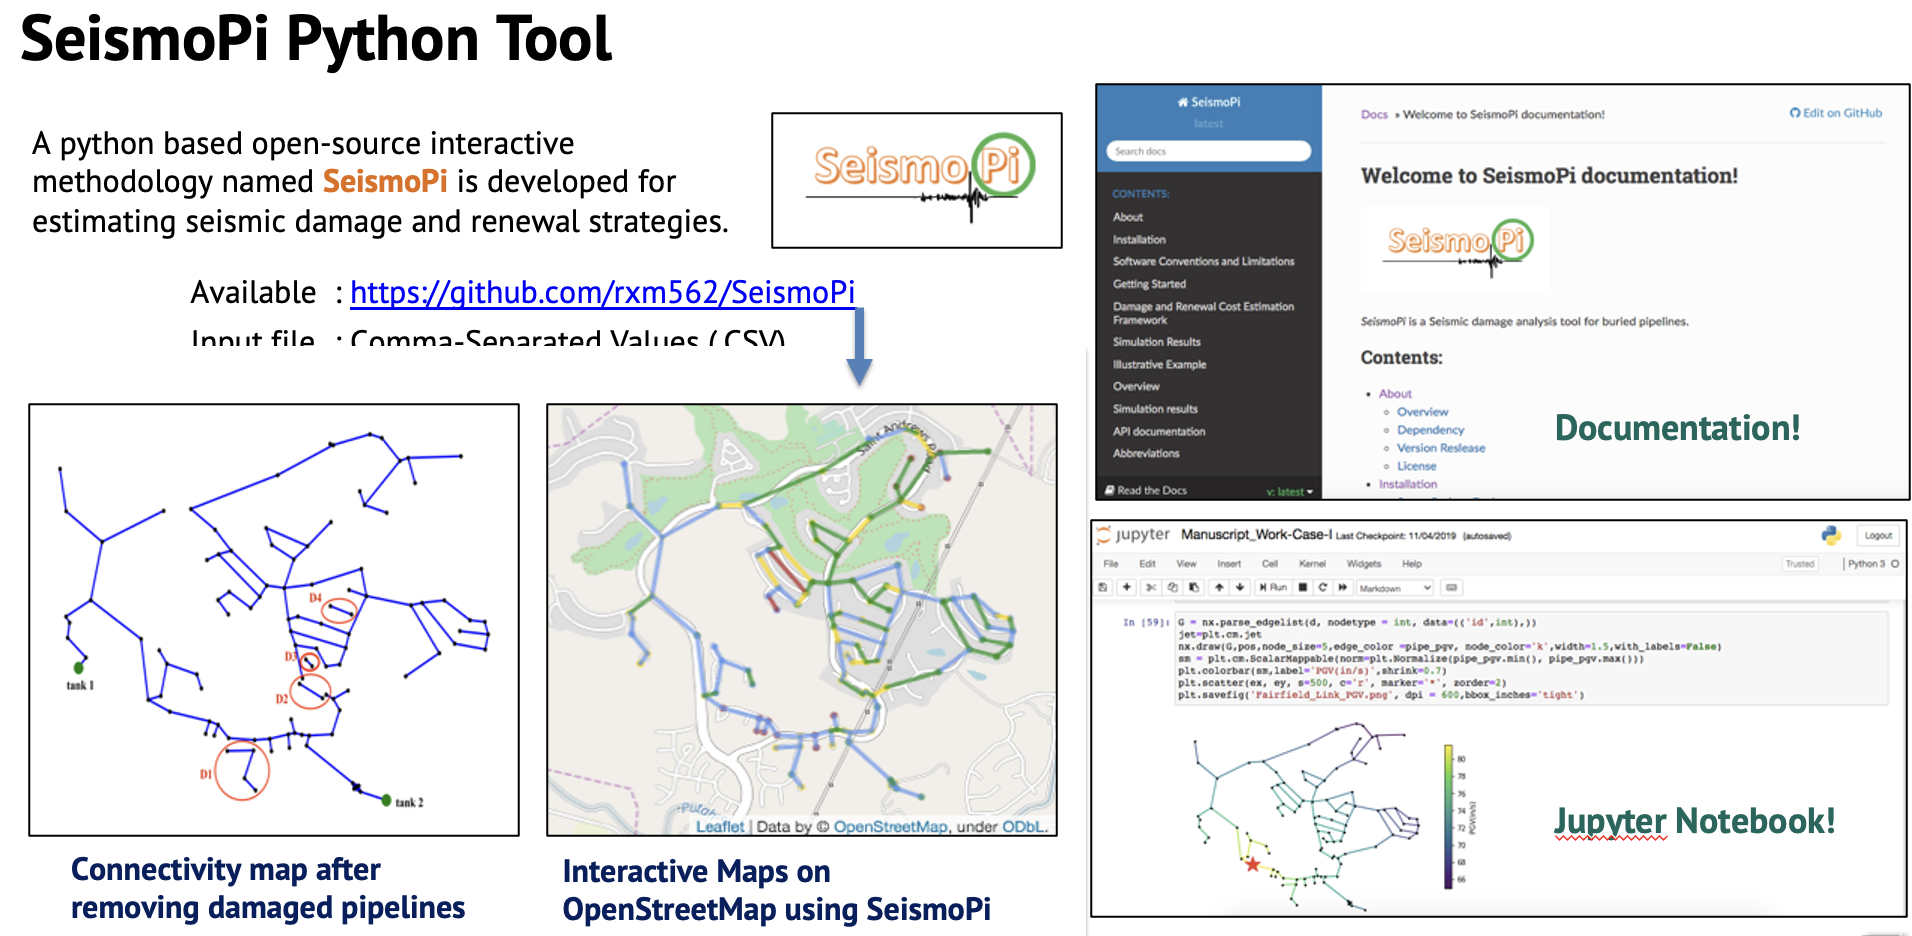 SeismoPi Python Tool
A python based open-source interactive
methodology named SeismoPi is developed for
estimating seismic damage and renewal strategies.
SeismoPi
Available : https://github.com/rxm562/SeismoPi
Input file : Comma-Separated Values (.CSV)
D4
D3
D2
D1
tank 1
tank 2
Connectivity map after
removing damaged pipelines
Saint Andrews
Leaflet | Data by © OpenStreetMap, under ODbL.
Interactive Maps on
OpenStreetMap using SeismoPi
SeismoPi
latest
Search docs
CONTENTS:
About
Installation
Software Conventions and Limitations
Getting Started
Damage and Renewal Cost Estimation
Framework
Simulation Results
Illustrative Example
Overview
Simulation results
API documentation
Abbreviations
Read the Docs
v: latest
Docs » Welcome to SeismoPi documentation!
Edit on GitHub
Welcome to SeismoPi documentation!
SeismoPi
SeismoPi is a Seismic damage analysis tool for buried pipelines.
Contents:
About
Overview
Dependency
Version Reslease
License
Installation
Documentation!
jupyter Manuscript_Work-Case-I Last Checkpoint: 11/04/2019 (autosaved)
Logout
File Edit View Insert Cell Kernel Widgets Help
Trusted
Python 3
Run
Markdown
In [59]:
G = nx.parse_edgelist(d, nodetype = int, data=(('id',int),))
jet=plt.cm.jet
nx.draw(G,pos,node_size=5,edge_color =pipe_pgv, node_color='k',width=1.5,with_labels=False)
sm = plt.cm.ScalarMappable(norm=plt.Normalize(pipe_pgv.min(), pipe_pgv.max()))
plt.colorbar(sm,label='PGV(in/s)',shrink=0.7)
plt.scatter(ex, ey, s=500, c='r', marker='*', zorder=2)
plt.savefig('Fairfield_Link_PGV.png', dpi = 600,bbox_inches='tight')
80
78
76
74
72
70
68
66
PGV(in/s)
Jupyter Notebook!